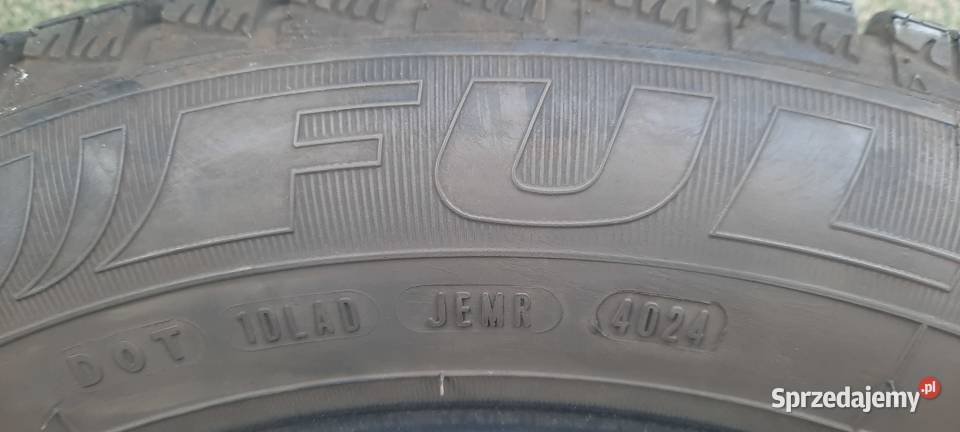 FUL
DOT 1DLAD JEMR 4024
Sprzedajemy.pl